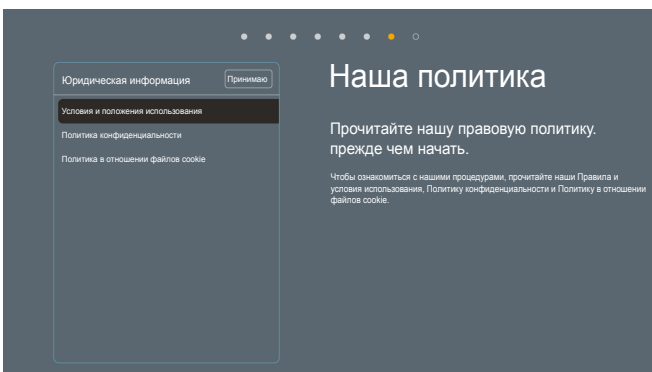 Юридическая информация
Принимаю
Условия и положения использования
Политика конфиденциальности
Политика в отношении файлов cookie
Наша политика
Прочитайте нашу правовую политику.
прежде чем начать.
Чтобы ознакомиться с нашими процедурами, прочитайте наши Правила и
условия использования, Политику конфиденциальности и Политику в отношении
файлов cookie.